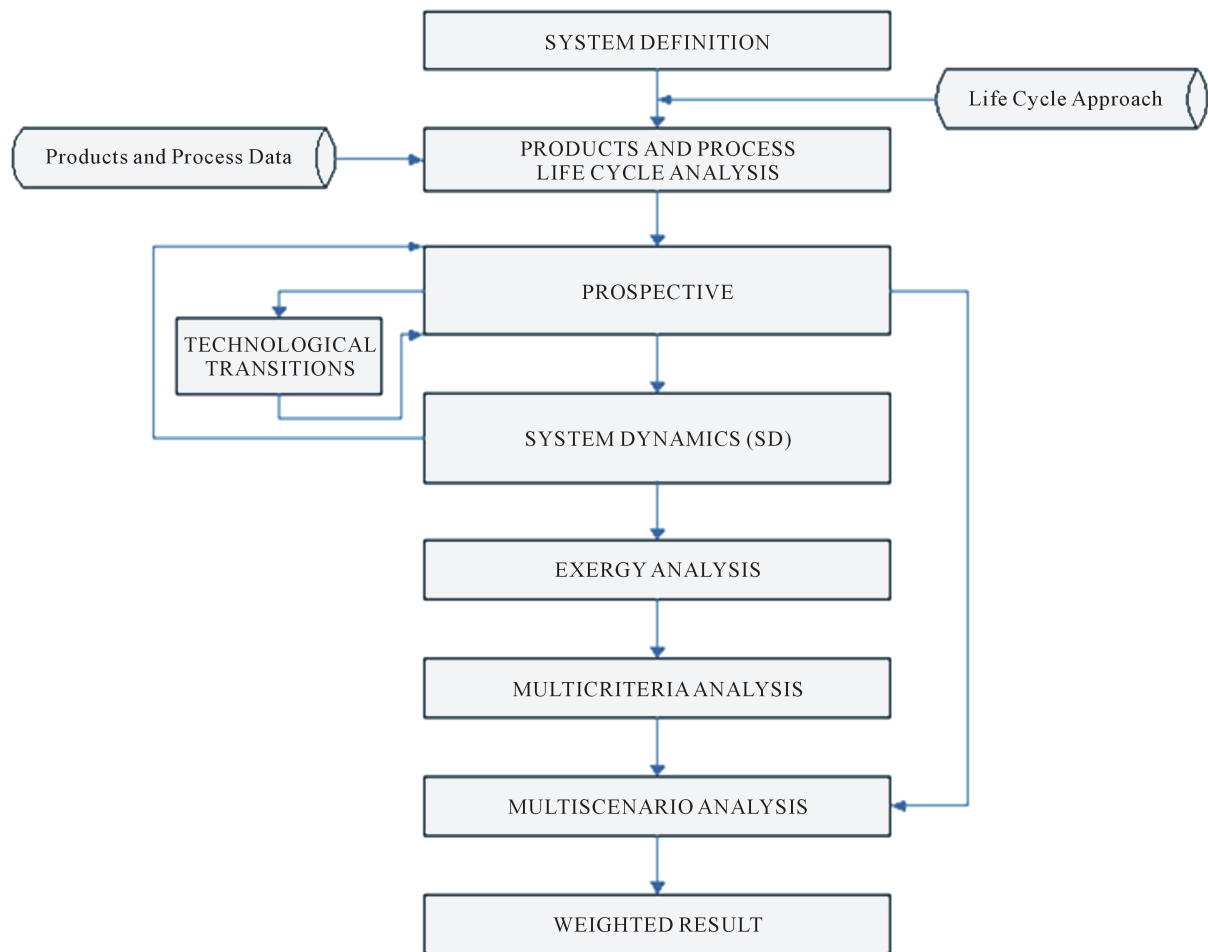 SYSTEM DEFINITION
Life Cycle Approach
Products and Process Data
PRODUCTS AND PROCESS
LIFE CYCLE ANALYSIS
PROSPECTIVE
TECHNOLOGICAL
TRANSITIONS
SYSTEM DYNAMICS (SD)
EXERGY ANALYSIS
MULTICRITERIA ANALYSIS
MULTISCENARIO ANALYSIS
WEIGHTED RESULT